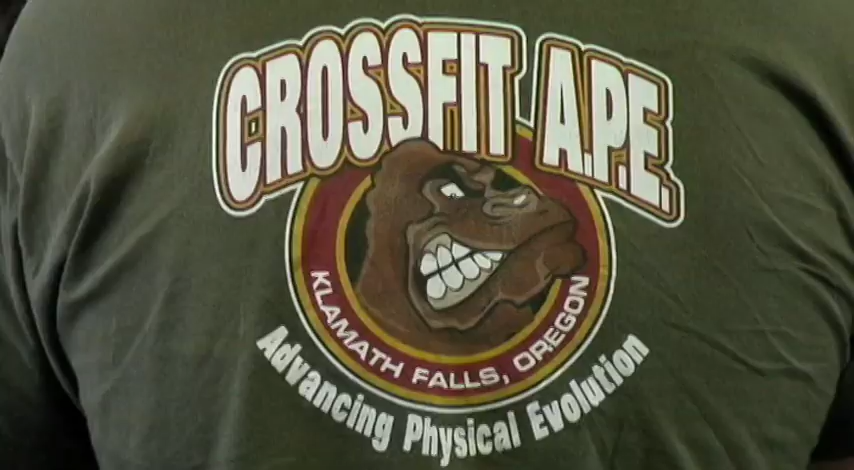 CROSSFIT A.P.E.
KLAMATH FALLS, OREGON
Advancing Physical Evolution